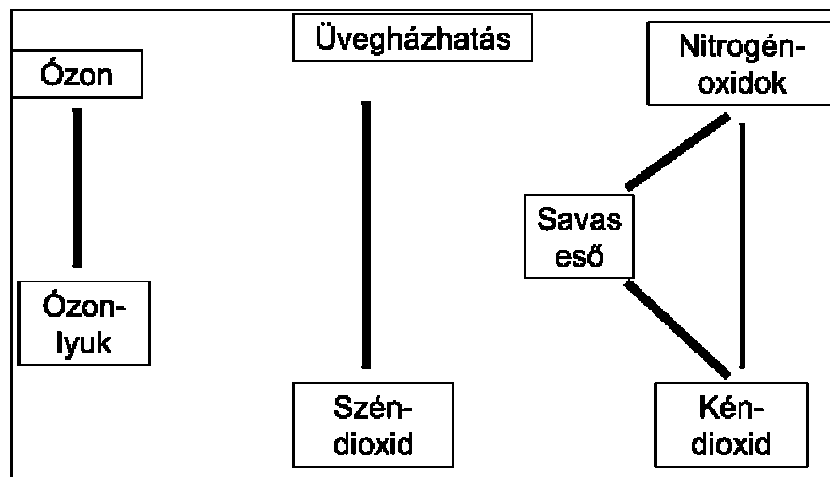 Üvegházhatás
Ózon
Nitrogén-
oxidok
Savas
eső
Ózon-
lyuk
Szén-
dioxid
Kén-
dioxid